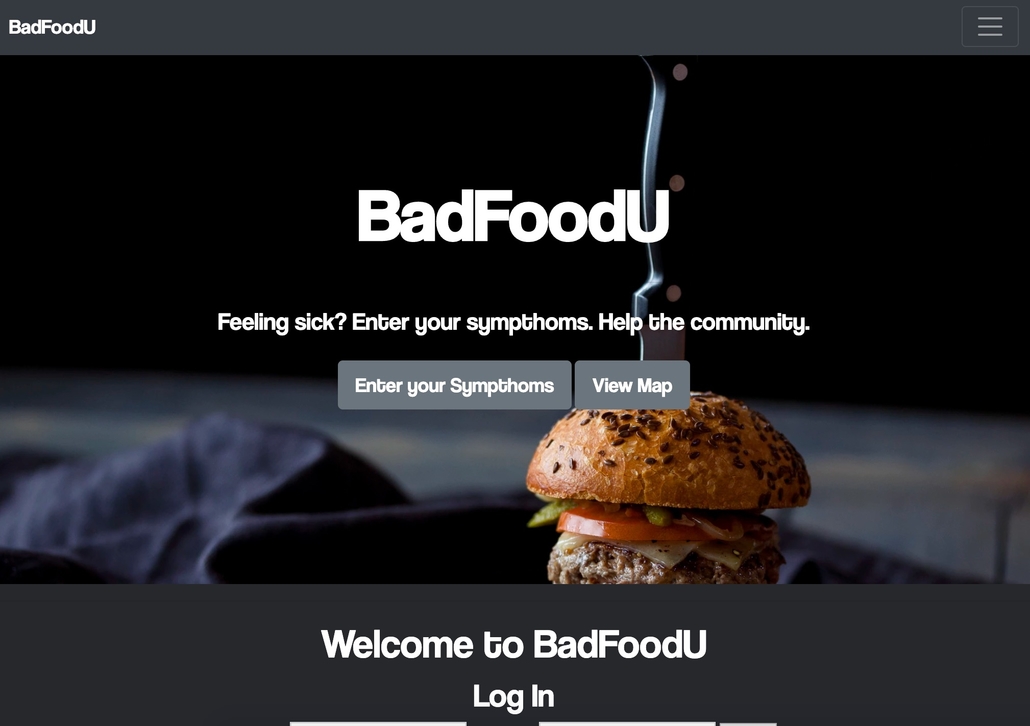 BadFoodU
BadFoodU
Feeling sick? Enter your sympthoms. Help the community.
Enter your Sympthoms
View Map
Welcome to BadFoodU
Log In